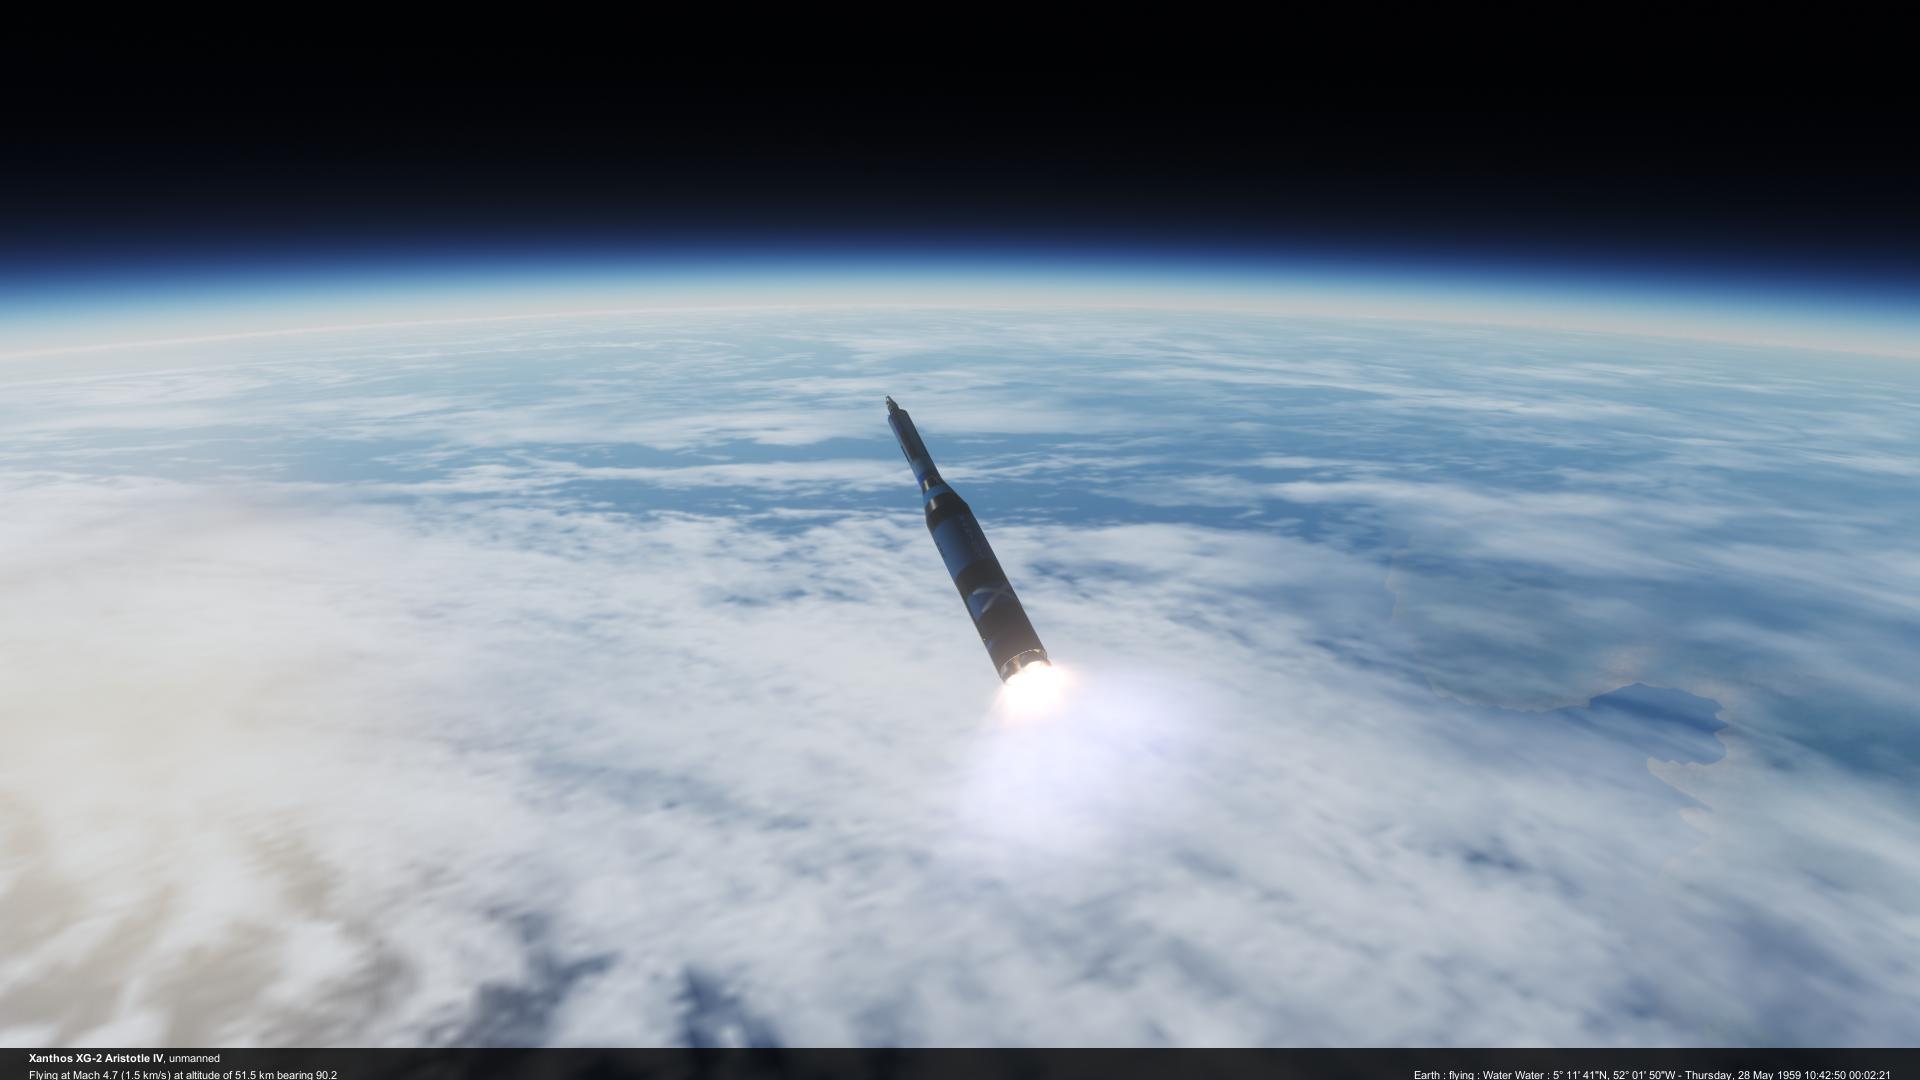 Xanthos XG-2 Aristotle IV, unmanned
Flying at Mach 4.7 (1.5 km/s) at altitude of 51.5 km bearing 90.2
Earth : flying : Water Water : 5° 11' 41"N, 52° 01' 50"W - Thursday, 28 May 1959 10:42:50 00:02:21